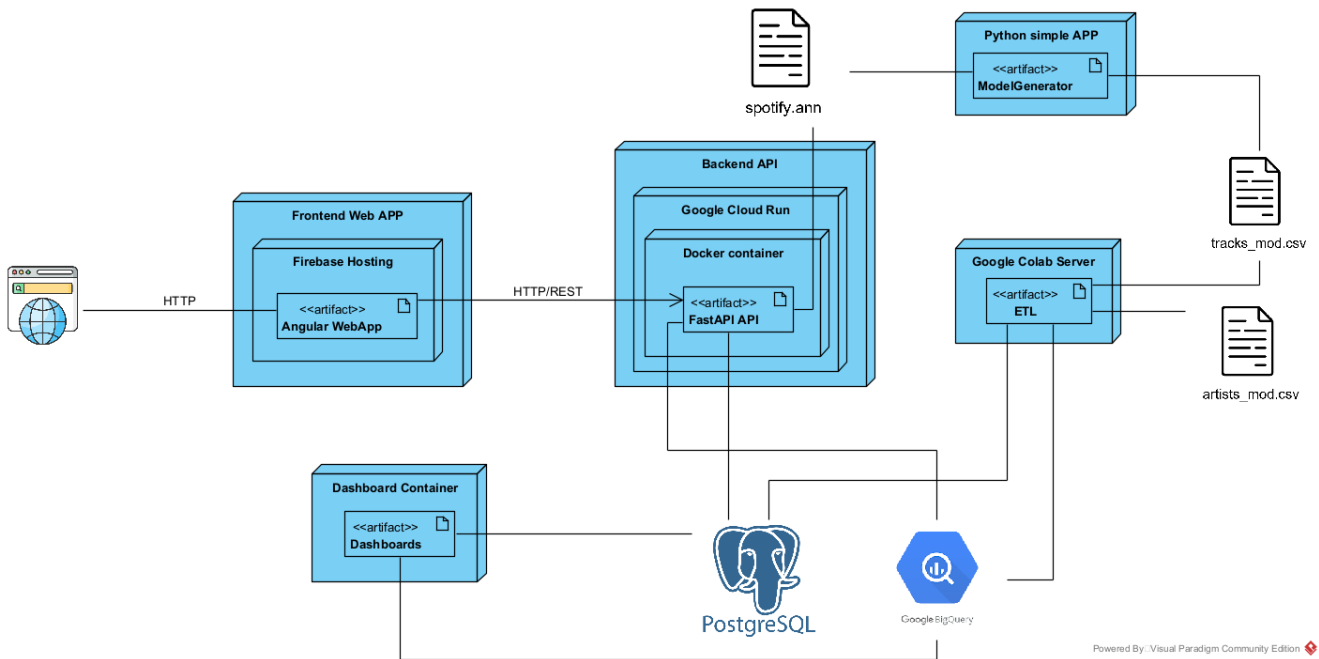 Python simple APP
<<artifact>>
ModelGenerator
spotify.ann
Backend API
Google Cloud Run
Docker container
<<artifact>>
FastAPI API
Frontend Web APP
Firebase Hosting
<<artifact>>
Angular WebApp
HTTP
HTTP/REST
tracks_mod.csv
Google Colab Server
<<artifact>>
ETL
artists_mod.csv
Dashboard Container
<<artifact>>
Dashboards
PostgreSQL
Google BigQuery
Powered By: Visual Paradigm Community Edition